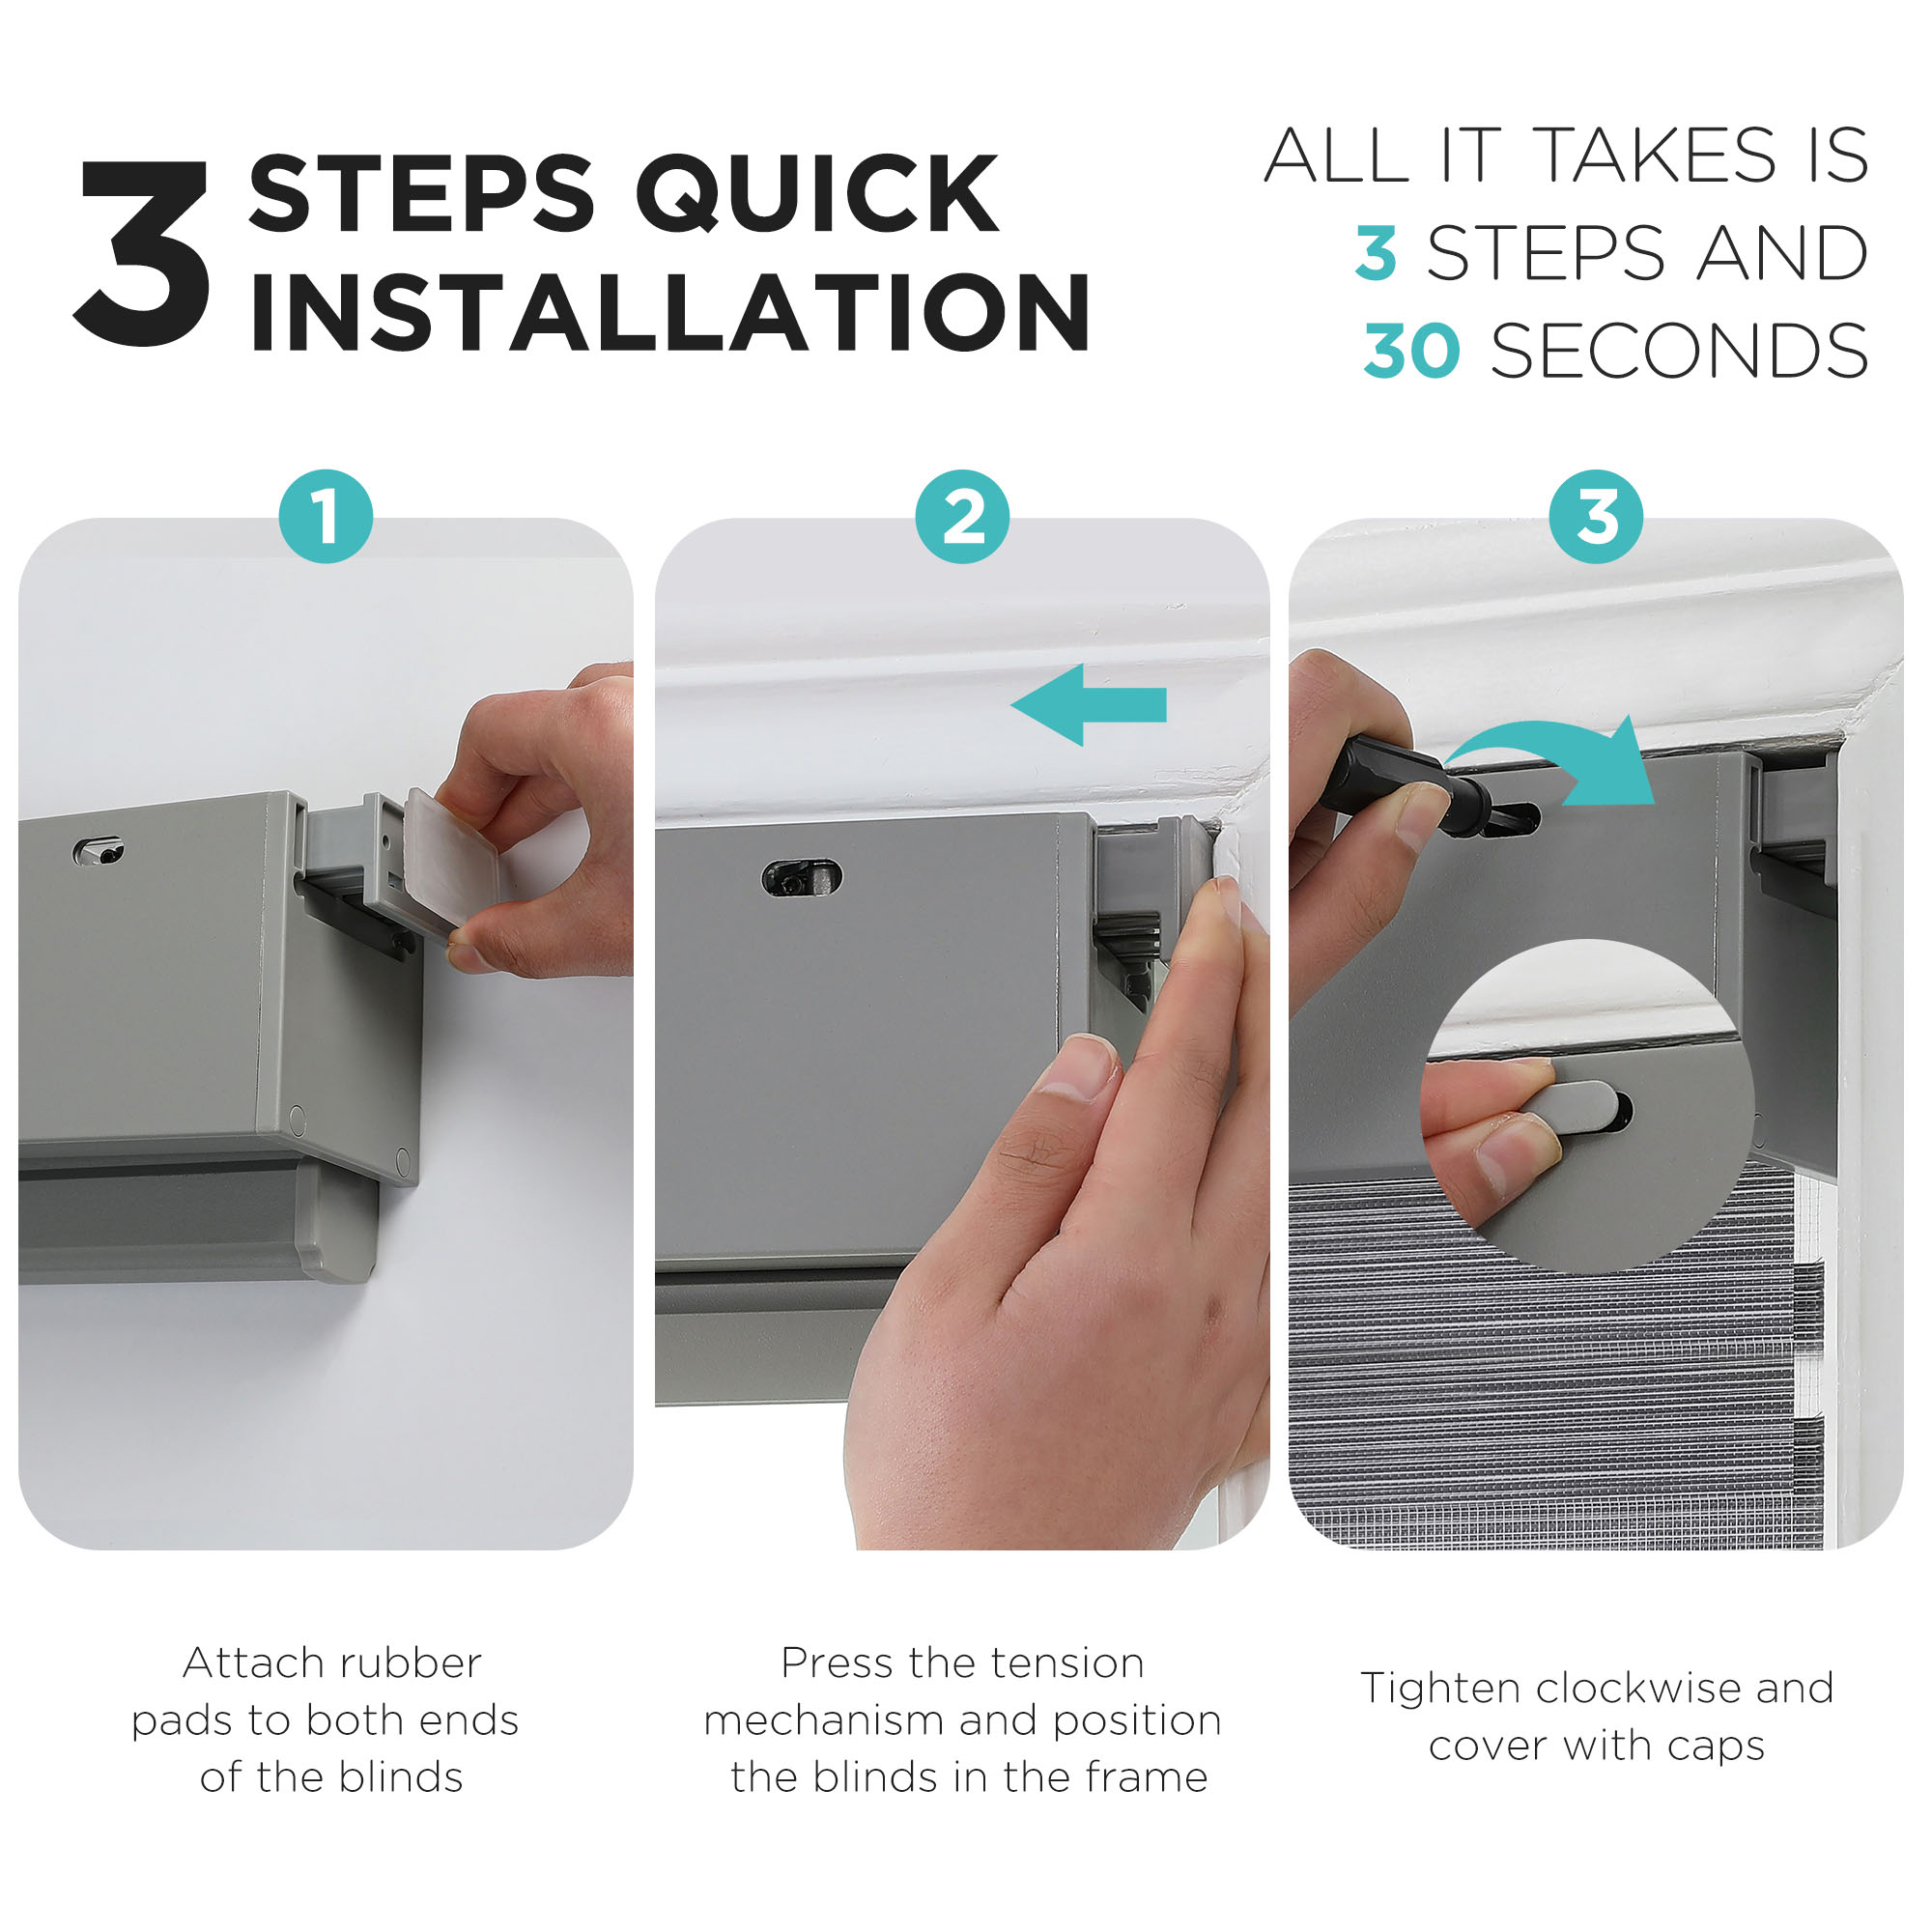 3 STEPS QUICK
INSTALLATION
ALL IT TAKES IS
3 STEPS AND
30 SECONDS
1
2
3
Attach rubber
pads to both ends
of the blinds
Press the tension
mechanism and position
the blinds in the frame
Tighten clockwise and
cover with caps